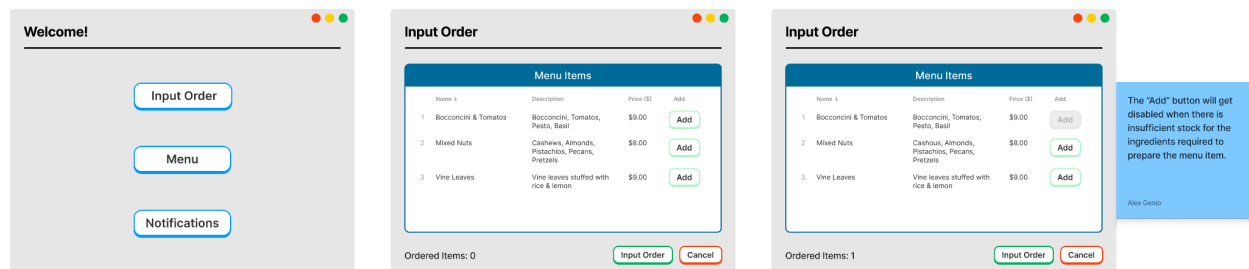 Welcome!
Input Order
Menu
Notifications
Input Order
Menu Items
Name ↓ Description Price ($) Add
1 Bocconcini & Tomatos Bocconcini, Tomatos, $9.00 Add
Pesto, Basil
2 Mixed Nuts Cashews, Almonds, $8.00 Add
Pistachios, Pecans,
Pretzels
3 Vine Leaves Vine leaves stuffed with $9.00 Add
rice & lemon
Ordered Items: 0 Input Order Cancel
Input Order
Menu Items
Name ↓ Description Price ($) Add
1 Bocconcini & Tomatos Bocconcini, Tomatos, $9.00 Add
Pesto, Basil
2 Mixed Nuts Cashous, Almonds, $8.00 Add
Pistachios, Pecans,
Pretzels
3 Vine Leaves Vine leaves stuffed with $9.00 Add
rice & lemon
Ordered Items: 1 Input Order Cancel
The “Add” button will get
disabled when there is
insufficient stock for the
ingredients required to
prepare the menu item.
Alex Genio